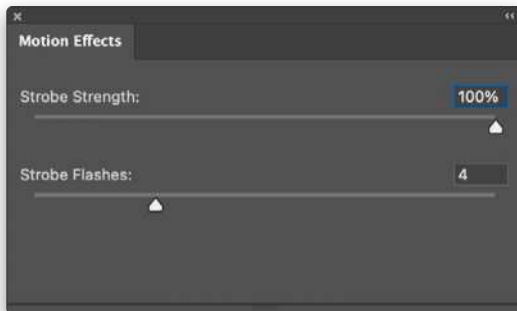 Motion Effects
Strobe Strength:
100%
Strobe Flashes:
4